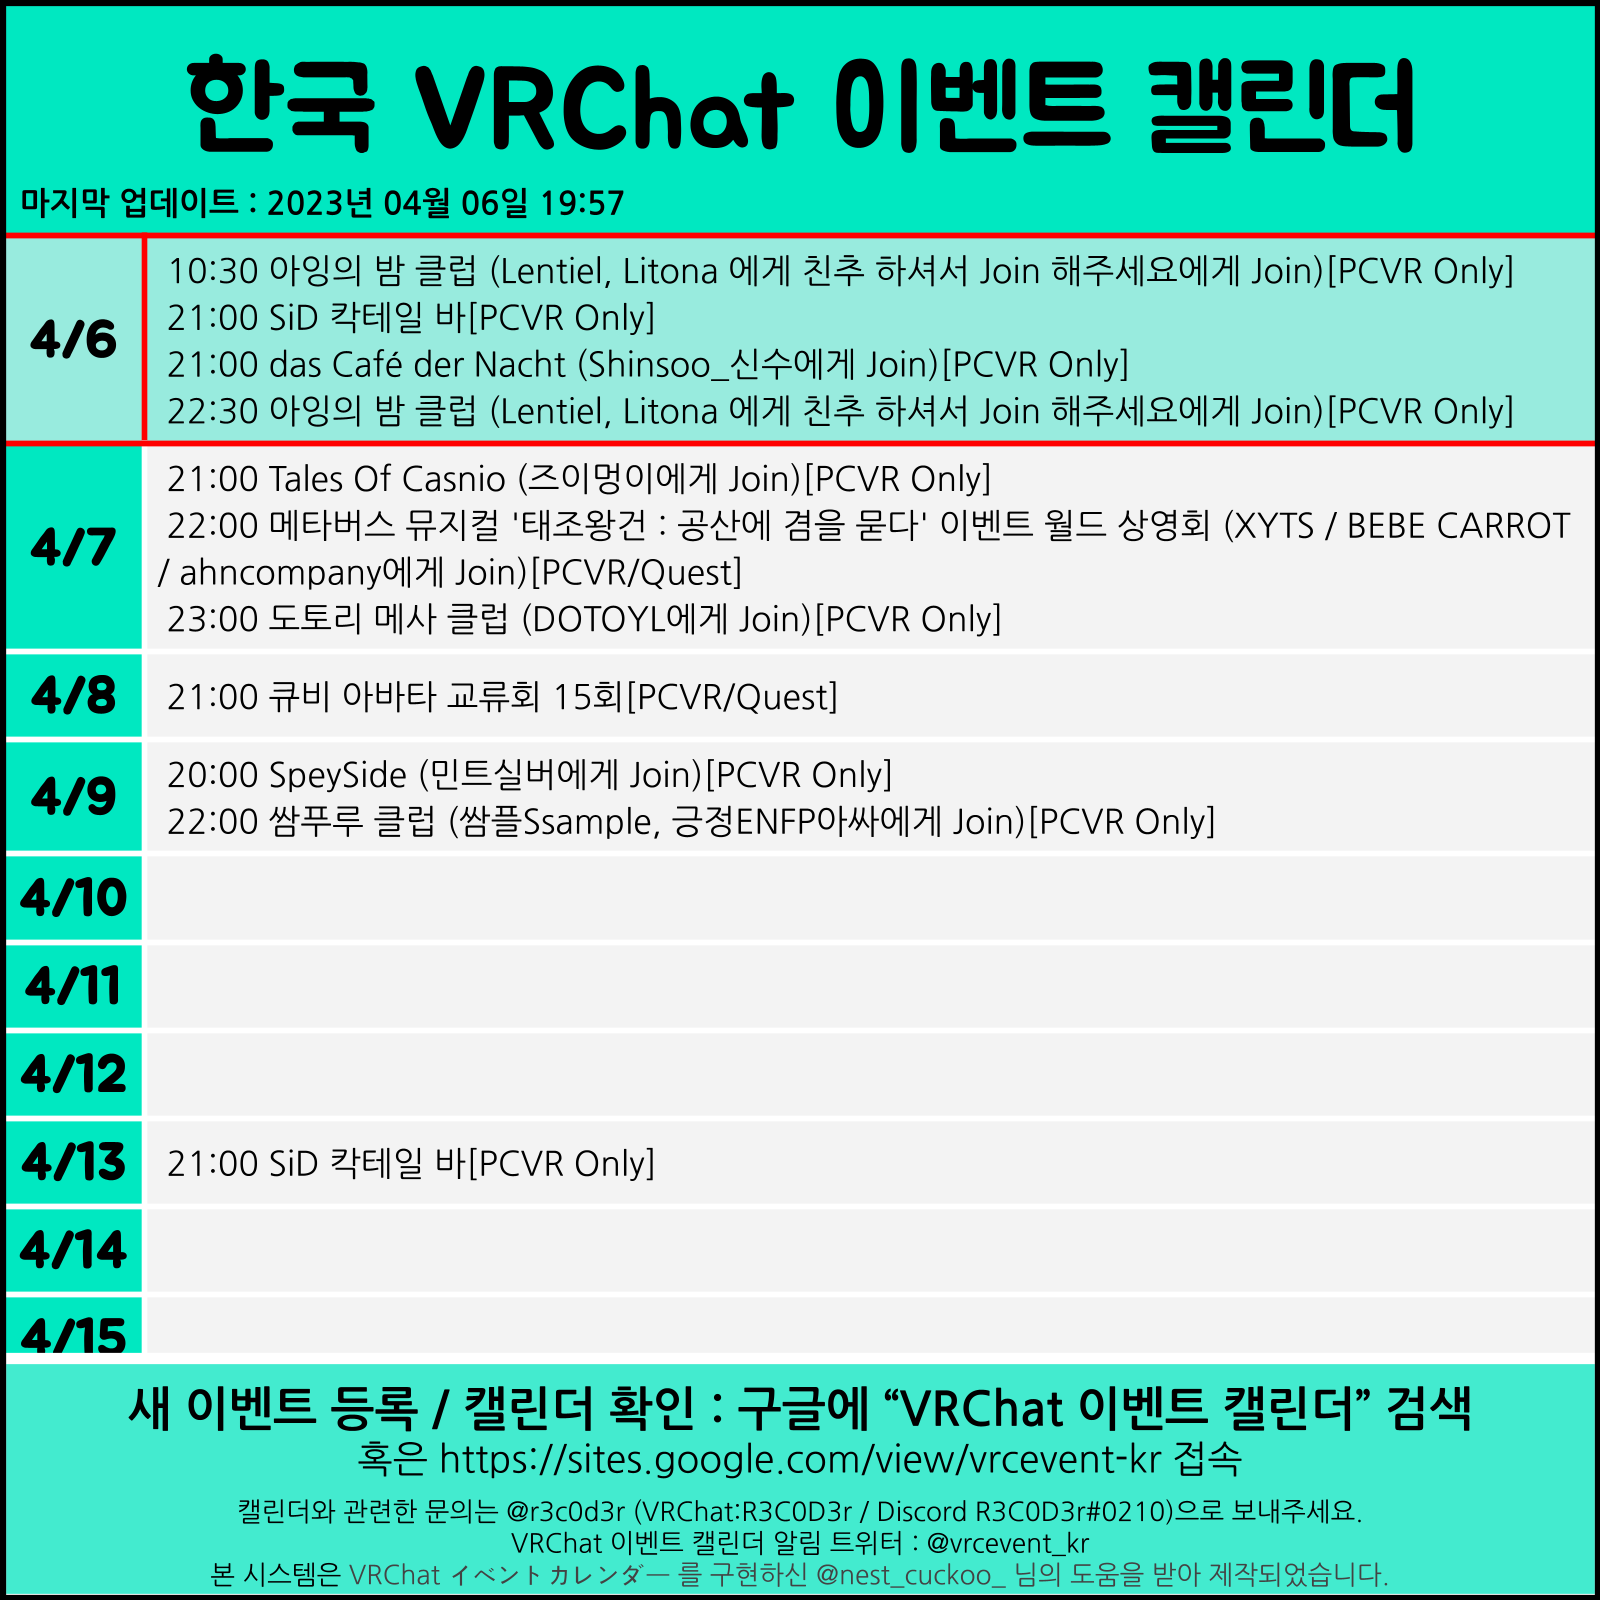 한국 VRChat 이벤트 캘린더
마지막 업데이트 : 2023년 04월 06일 19:57
4/6
10:30 아잉의 밤 클럽 (Lentiel, Litona 에게 친추 하셔서 Join 해주세요에게 Join)[PCVR Only]
21:00 SiD 칵테일 바[PCVR Only]
21:00 das Café der Nacht (Shinsoo_신수에게 Join)[PCVR Only]
22:30 아잉의 밤 클럽 (Lentiel, Litona 에게 친추 하셔서 Join 해주세요에게 Join)[PCVR Only]
4/7
21:00 Tales Of Casnio (즈이멍이에게 Join)[PCVR Only]
22:00 메타버스 뮤지컬 '태조왕건 : 공산에 겸을 묻다' 이벤트 월드 상영회 (XYTS / BEBE CARROT
/ ahncompany에게 Join)[PCVR/Quest]
23:00 도토리 메사 클럽 (DOTOYL에게 Join)[PCVR Only]
4/8
21:00 큐비 아바타 교류회 15회[PCVR/Quest]
4/9
20:00 SpeySide (민트실버에게 Join)[PCVR Only]
22:00 쌈푸루 클럽 (쌈플Ssample, 긍정ENFP아싸에게 Join)[PCVR Only]
4/10
4/11
4/12
4/13
21:00 SiD 칵테일 바[PCVR Only]
4/14
4/15
새 이벤트 등록 / 캘린더 확인 : 구글에 “VRChat 이벤트 캘린더” 검색
혹은 https://sites.google.com/view/vrcevent-kr 접속
캘린더와 관련한 문의는 @r3c0d3r (VRChat:R3C0D3r / Discord R3C0D3r#0210)으로 보내주세요.
VRChat 이벤트 캘린더 알림 트위터 : @vrcevent_kr
본 시스템은 VRChat イベントカレンダー 를 구현하신 @nest_cuckoo_ 님의 도움을 받아 제작되었습니다.